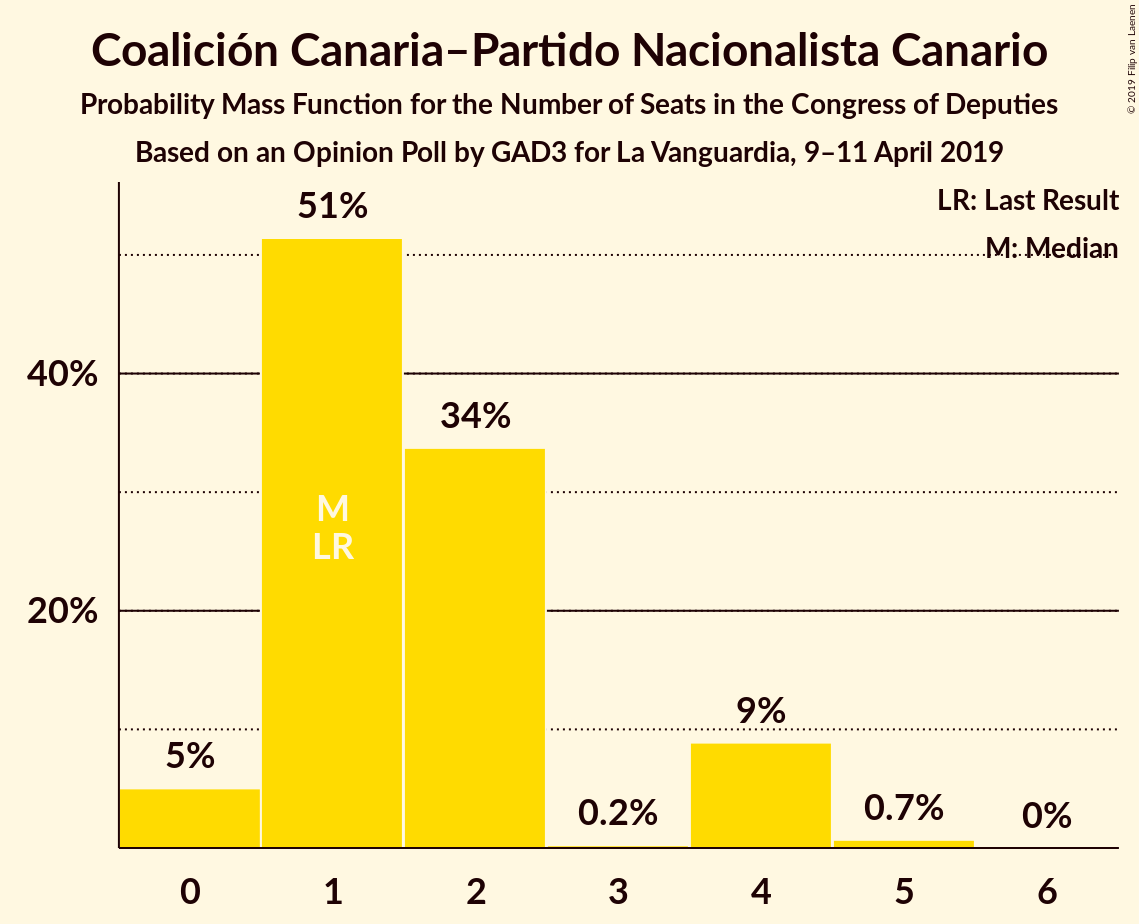 Coalición Canaria–Partido Nacionalista Canario
Probability Mass Function for the Number of Seats in the Congress of Deputies
Based on an Opinion Poll by GAD3 for La Vanguardia, 9–11 April 2019
© 2019 Filip van Laenen
LR: Last Result
M: Median
51%
40%
34%
M
LR
20%
9%
5%
0.2%
0.7%
0%
0 1 2 3 4 5 6